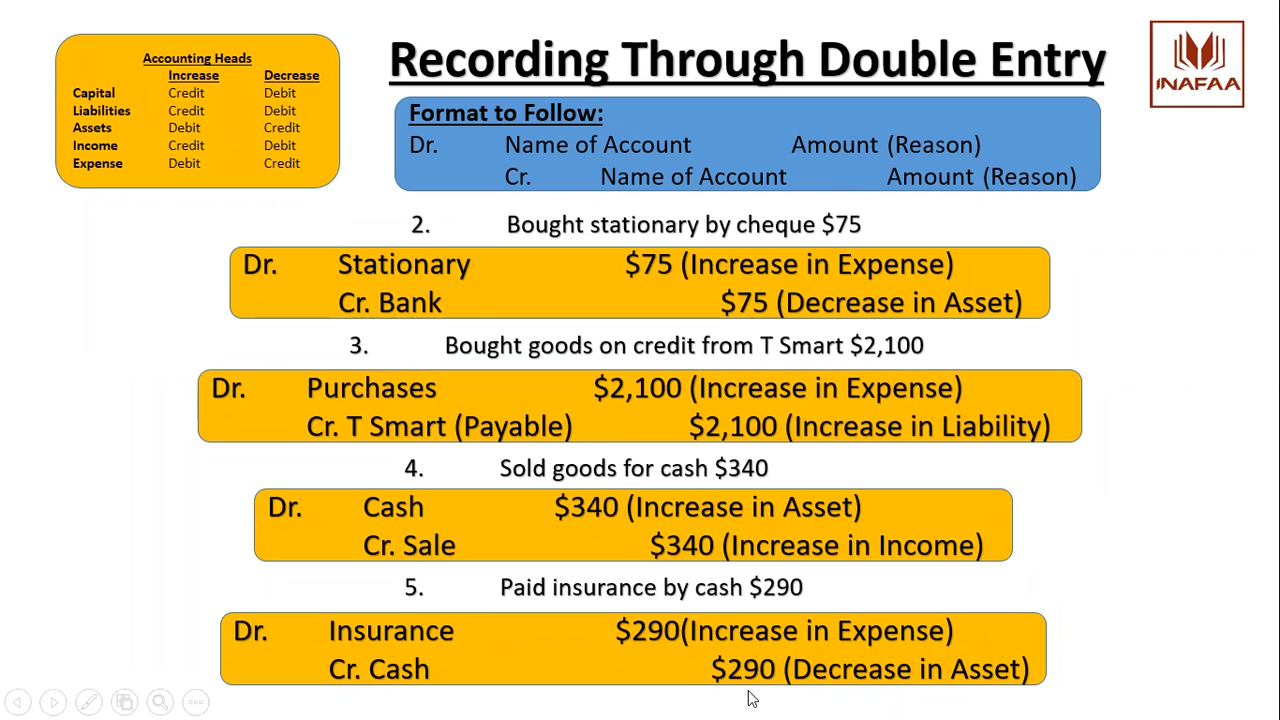 Accounting Heads
Increase Decrease
Capital Credit Debit
Liabilities Credit Debit
Assets Debit Credit
Income Credit Debit
Expense Debit Credit
Recording Through Double Entry
INAFAA
Format to Follow:
Dr. Name of Account Amount (Reason)
Cr. Name of Account Amount (Reason)
2. Bought stationary by cheque $75
Dr. Stationary $75 (Increase in Expense)
Cr. Bank $75 (Decrease in Asset)
3. Bought goods on credit from T Smart $2,100
Dr. Purchases $2,100 (Increase in Expense)
Cr. T Smart (Payable) $2,100 (Increase in Liability)
4. Sold goods for cash $340
Dr. Cash $340 (Increase in Asset)
Cr. Sale $340 (Increase in Income)
5. Paid insurance by cash $290
Dr. Insurance $290(Increase in Expense)
Cr. Cash $290 (Decrease in Asset)